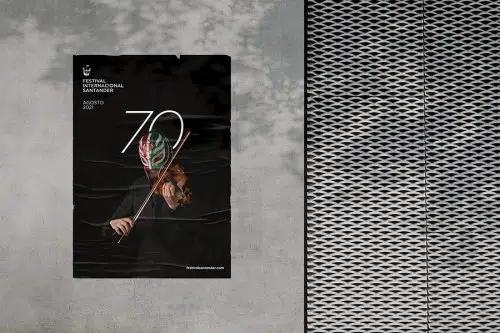 FESTIVAL
INTERNACIONAL
SANTANDER
AGOSTO
2021
70
festivalsantander.com